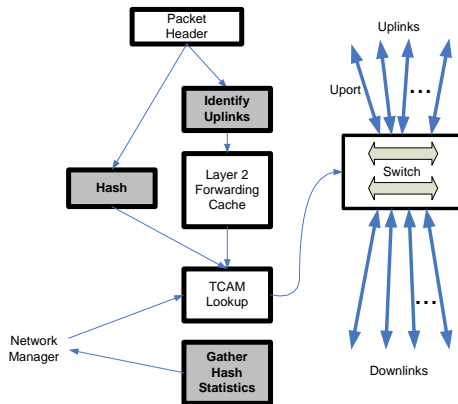 Packet
Header
Uplinks
Identify
Uplinks
Uport
...
Hash
Layer 2
Forwarding
Cache
Switch
TCAM
Lookup
...
Network
Manager
Gather
Hash
Statistics
Downlinks